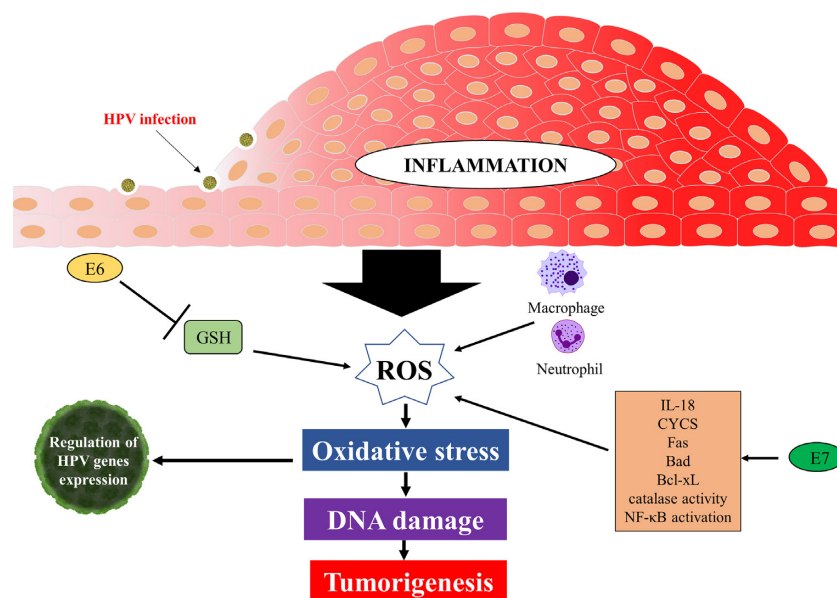 HPV infection
INFLAMMATION
E6
GSH
Macrophage
Neutrophil
ROS
IL-18
CYCS
Fas
Bad
Bcl-xL
catalase activity
NF-κB activation
E7
Regulation of
HPV genes
expression
Oxidative stress
DNA damage
Tumorigenesis